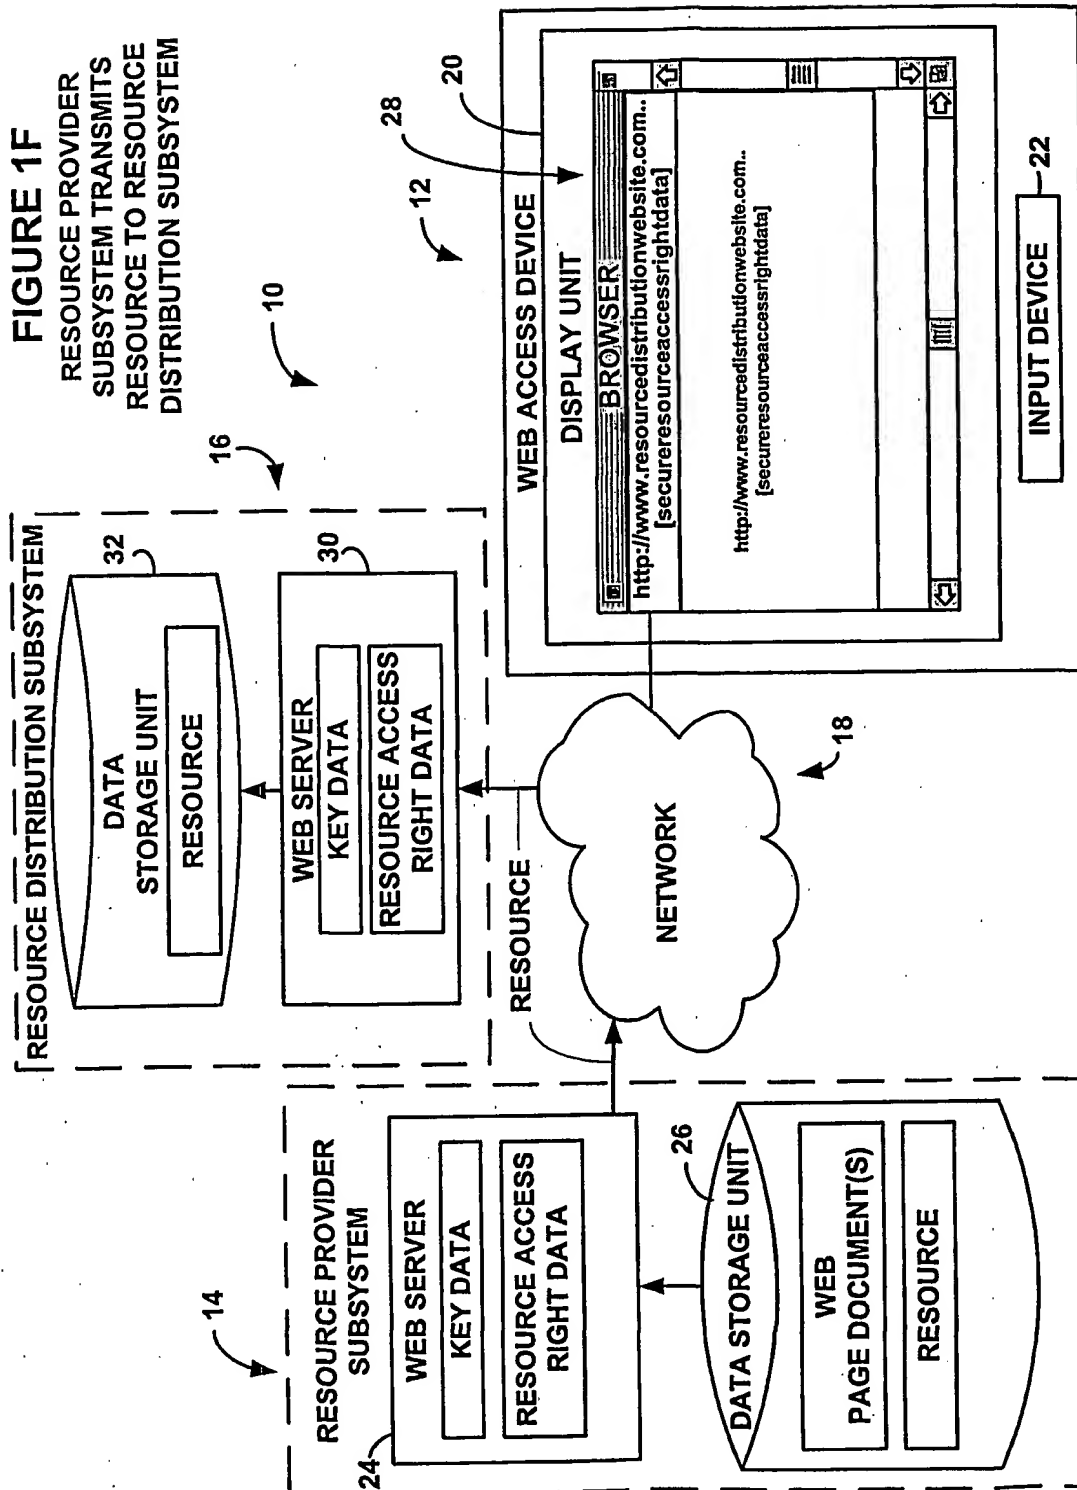 FIGURE 1F
RESOURCE PROVIDER
SUBSYSTEM TRANSMITS
RESOURCE TO RESOURCE
DISTRIBUTION SUBSYSTEM
10
16
RESOURCE DISTRIBUTION SUBSYSTEM
32
DATA
STORAGE UNIT
RESOURCE
30
WEB SERVER
KEY DATA
RESOURCE ACCESS
RIGHT DATA
14
RESOURCE PROVIDER
SUBSYSTEM
24
WEB SERVER
KEY DATA
RESOURCE ACCESS
RIGHT DATA
26
DATA STORAGE UNIT
WEB
PAGE DOCUMENT(S)
RESOURCE
RESOURCE
NETWORK
18
12
28
20
WEB ACCESS DEVICE
DISPLAY UNIT
BROWSER
http://www.resourcedistributionwebsite.com..
[secureresourceaccessrightdata]
http://www.resourcedistributionwebsite.com..
[secureresourceaccessrightdata]
INPUT DEVICE
22